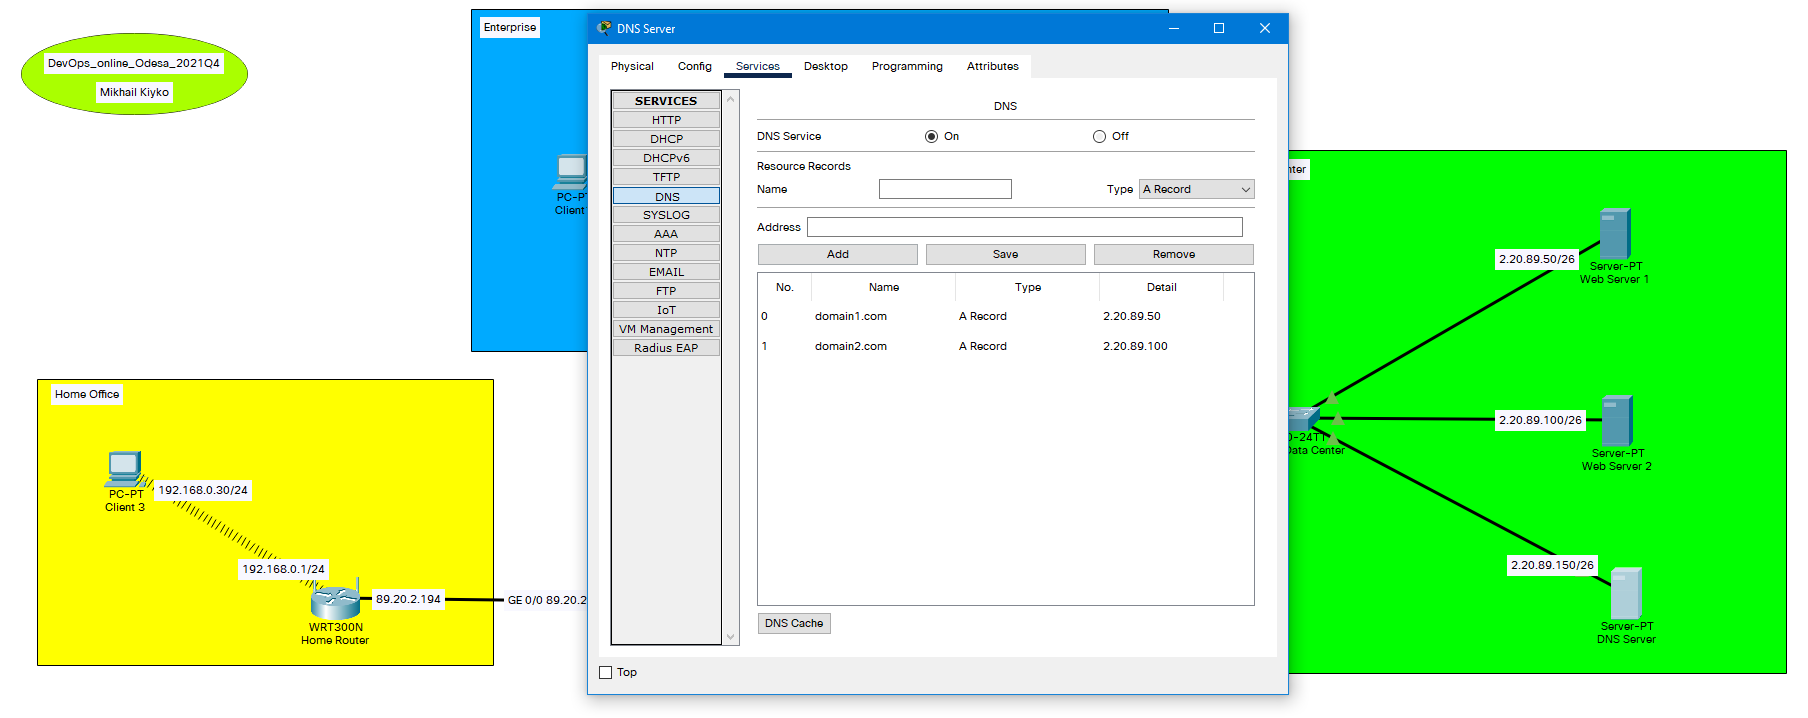 DevOps_online_Odesa_2021Q4
Mikhail Kiyko
Enterprise
PC-PT
Client
Home Office
192.168.0.30/24
PC-PT
Client 3
192.168.0.1/24
89.20.2.194
GE 0/0 89.20.2
WRT300N
Home Router
DNS Server
Physical Config Services Desktop Programming Attributes
SERVICES
HTTP
DHCP
DHCPv6
TFTP
DNS
SYSLOG
AAA
NTP
EMAIL
FTP
IoT
VM Management
Radius EAP
DNS
DNS Service On Off
Resource Records
Name Type A Record
Address
Add Save Remove
No. Name Type Detail
0 domain1.com A Record 2.20.89.50
1 domain2.com A Record 2.20.89.100
DNS Cache
Top
nter
2.20.89.50/26
Server-PT
Web Server 1
2.20.89.100/26
Server-PT
Web Server 2
0-24TT
Data Center
2.20.89.150/26
Server-PT
DNS Server